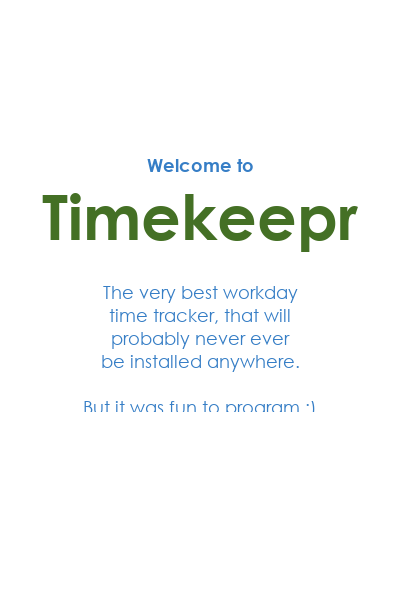 Welcome to
Timekeepr
The very best workday
time tracker, that will
probably never ever
be installed anywhere.
But it was fun to program :)